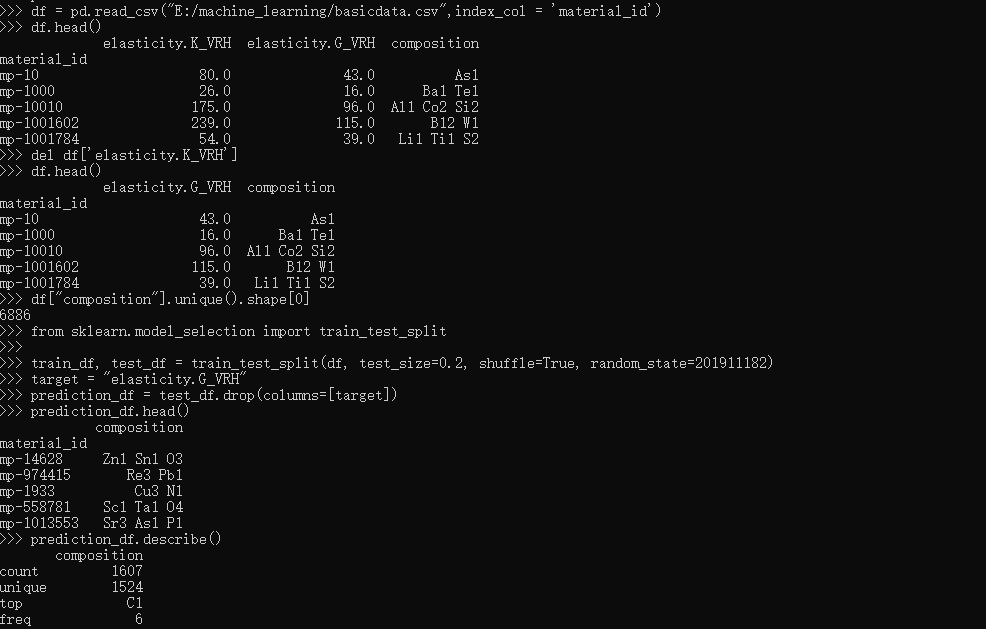 >>> df = pd.read_csv("E:/machine_learning/basicdata.csv",index_col = 'material_id')
>>> df.head()
             elasticity.K_VRH  elasticity.G_VRH  composition
material_id
mp-10                    80.0              43.0          As1
mp-1000                  26.0              16.0      Ba1 Te1
mp-10010                175.0              96.0  Al1 Co2 Si2
mp-1001602              239.0             115.0       B12 W1
mp-1001784               54.0              39.0   Li1 Ti1 S2
>>> del df['elasticity.K_VRH']
>>> df.head()
             elasticity.G_VRH  composition
material_id
mp-10                    43.0          As1
mp-1000                  16.0      Ba1 Te1
mp-10010                 96.0  Al1 Co2 Si2
mp-1001602              115.0       B12 W1
mp-1001784               39.0   Li1 Ti1 S2
>>> df["composition"].unique().shape[0]
6886
>>> from sklearn.model_selection import train_test_split
>>>
>>> train_df, test_df = train_test_split(df, test_size=0.2, shuffle=True, random_state=201911182)
>>> target = "elasticity.G_VRH"
>>> prediction_df = test_df.drop(columns=[target])
>>> prediction_df.head()
            composition
material_id
mp-14628     Zn1 Sn1 O3
mp-974415       Re3 Pb1
mp-1933          Cu3 N1
mp-558781    Sc1 Ta1 O4
mp-1013553   Sr3 As1 P1
>>> prediction_df.describe()
       composition
count         1607
unique        1524
top             C1
freq             6